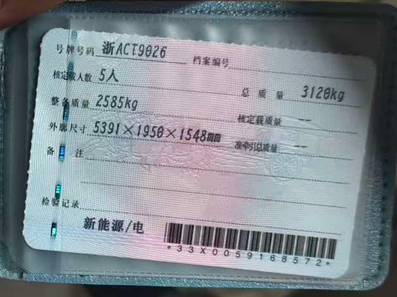 号牌号码 浙ACT9026 档案编号
核定载人数 5人 总质量 3120kg
整备质量 2585kg 核定载质量 --
外廓尺寸 5391×1950×1548mm 准牵引总质量 --
备注
检验记录
新能源/电
*33X0059168572*